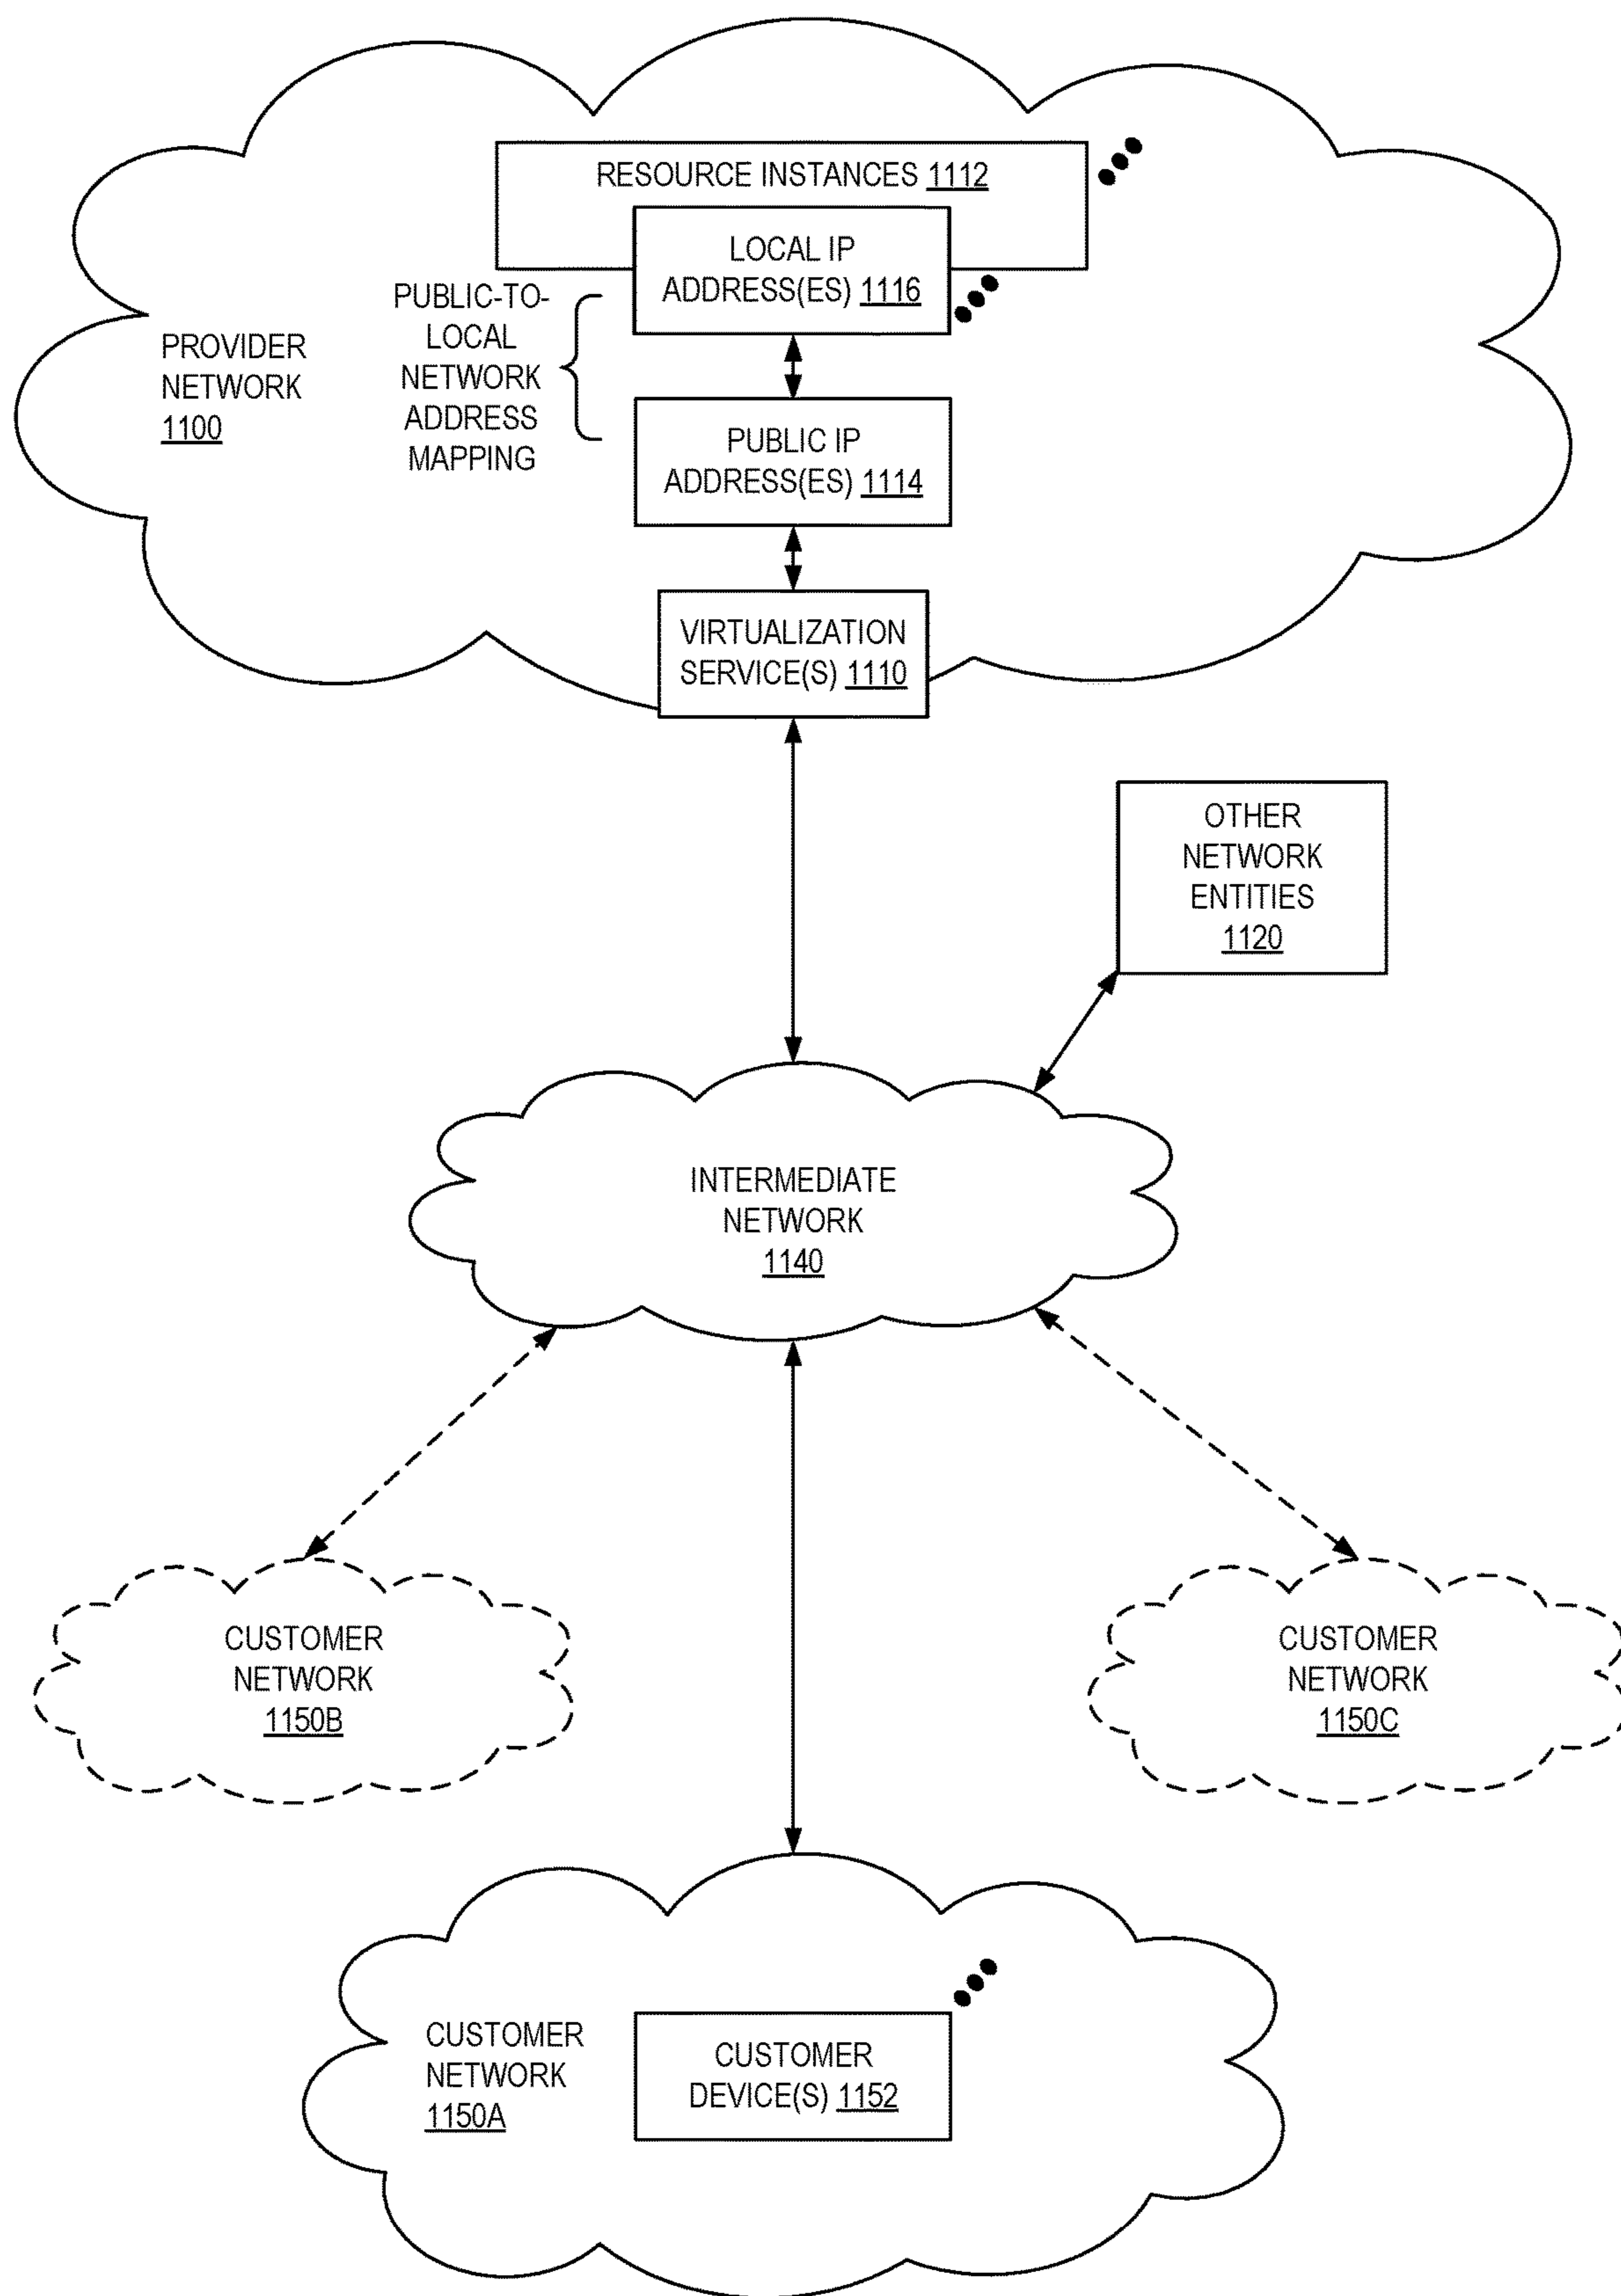 RESOURCE INSTANCES 1112
LOCAL IP
ADDRESS(ES) 1116
PUBLIC-TO-
LOCAL
NETWORK
ADDRESS
MAPPING
PROVIDER
NETWORK
1100
PUBLIC IP
ADDRESS(ES) 1114
VIRTUALIZATION
SERVICE(S) 1110
OTHER
NETWORK
ENTITIES
1120
INTERMEDIATE
NETWORK
1140
CUSTOMER
NETWORK
1150B
CUSTOMER
NETWORK
1150C
CUSTOMER
NETWORK
1150A
CUSTOMER
DEVICE(S) 1152